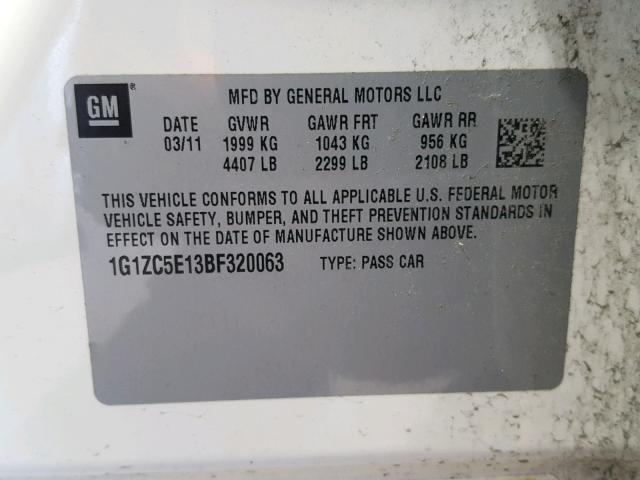 GM ® MFD BY GENERAL MOTORS LLC
DATE GVWR GAWR FRT GAWR RR
03/11 1999 KG 1043 KG 956 KG
4407 LB 2299 LB 2108 LB
THIS VEHICLE CONFORMS TO ALL APPLICABLE U.S. FEDERAL MOTOR
VEHICLE SAFETY, BUMPER, AND THEFT PREVENTION STANDARDS IN
EFFECT ON THE DATE OF MANUFACTURE SHOWN ABOVE.
1G1ZC5E13BF320063 TYPE: PASS CAR